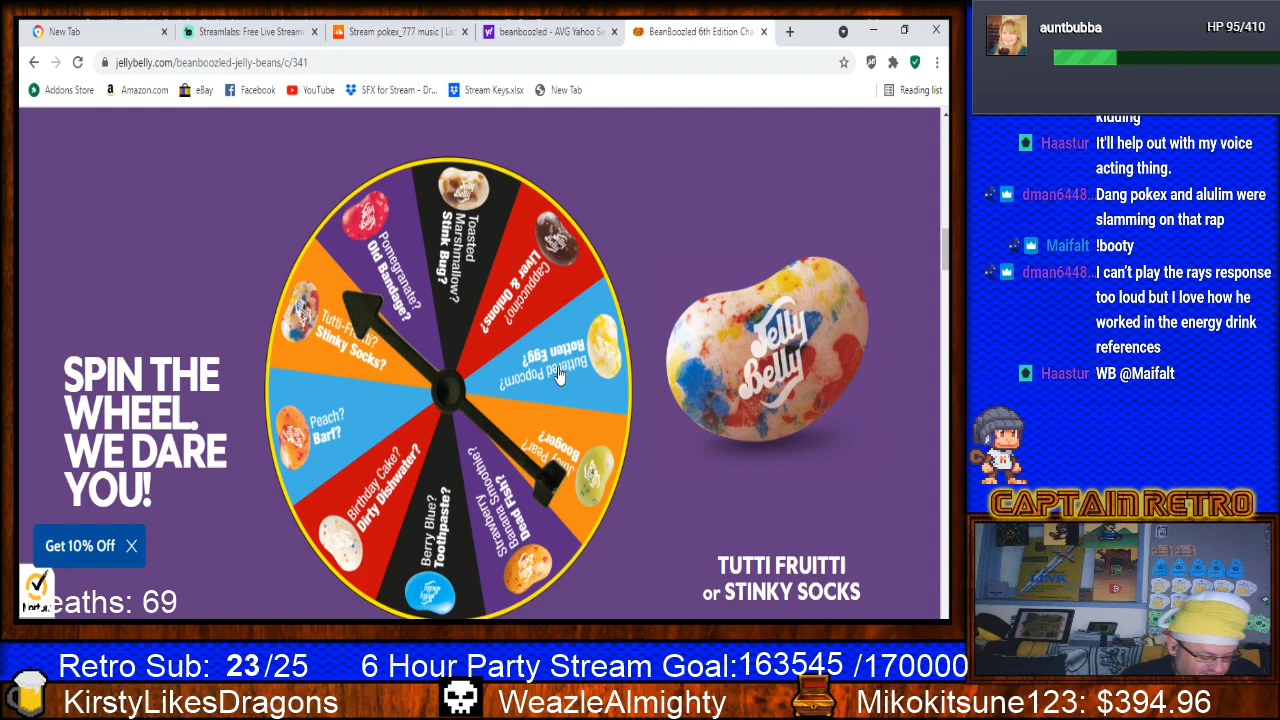 New Tab
Streamlabs: Free Live Stream
Stream pokex_777 music | Lis
beanboozled - AVG Yahoo Se
BeanBoozled 6th Edition Cha
jellybelly.com/beanboozled-jelly-beans/c/341
Addons Store
Amazon.com
eBay
Facebook
YouTube
SFX for Stream - Dr...
Stream Keys.xlsx
New Tab
Reading list
SPIN THE
WHEEL.
WE DARE
YOU!
Get 10% Off X
eaths: 69
Toasted
Marshmallow?
Stink Bug?
Cappuccino?
Liver & Onions?
Buttered Popcorn?
Rotten Egg?
Juicy Pear?
Booger?
Strawberry
Banana Smoothie?
Dead Fish?
Berry Blue?
Toothpaste?
Birthday Cake?
Dirty Dishwater?
Peach?
Barf?
Tutti-Fruitti?
Stinky Socks?
Pomegranate?
Old Bandage?
Jelly
Belly
TUTTI FRUITTI
or STINKY SOCKS
auntbubba
HP 95/410
kidding
Haastur It'll help out with my voice
acting thing.
dman6448... Dang pokex and alulim were
slamming on that rap
Maifalt !booty
dman6448... I can't play the rays response
too loud but I love how he
worked in the energy drink
references
Haastur WB @Maifalt
CAPTAIN RETRO
LINK
Retro Sub: 23/25
6 Hour Party Stream Goal:163545 /170000
KirstyLikesDragons
WeazleAlmighty
Mikokitsune123: $394.96